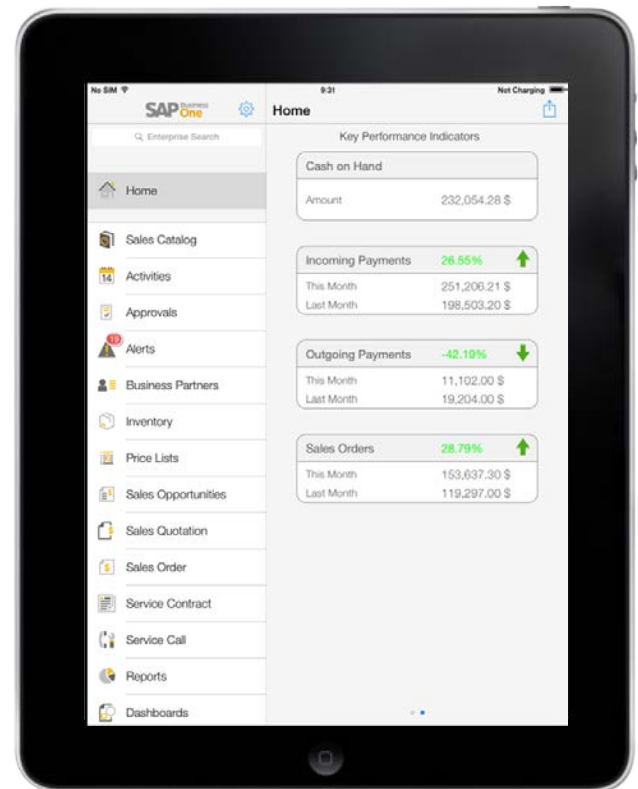 No SIM 9:31 Not Charging
SAP Business One Home
Enterprise Search
Home
Sales Catalog
14 Activities
Approvals
19 Alerts
Business Partners
Inventory
Price Lists
Sales Opportunities
Sales Quotation
$ Sales Order
Service Contract
Service Call
Reports
Dashboards
Key Performance Indicators
Cash on Hand
Amount 232,054.28 $
Incoming Payments 26.55%
This Month 251,206.21 $
Last Month 198,503.20 $
Outgoing Payments -42.19%
This Month 11,102.00 $
Last Month 19,204.00 $
Sales Orders 28.79%
This Month 153,637.30 $
Last Month 119,297.00 $